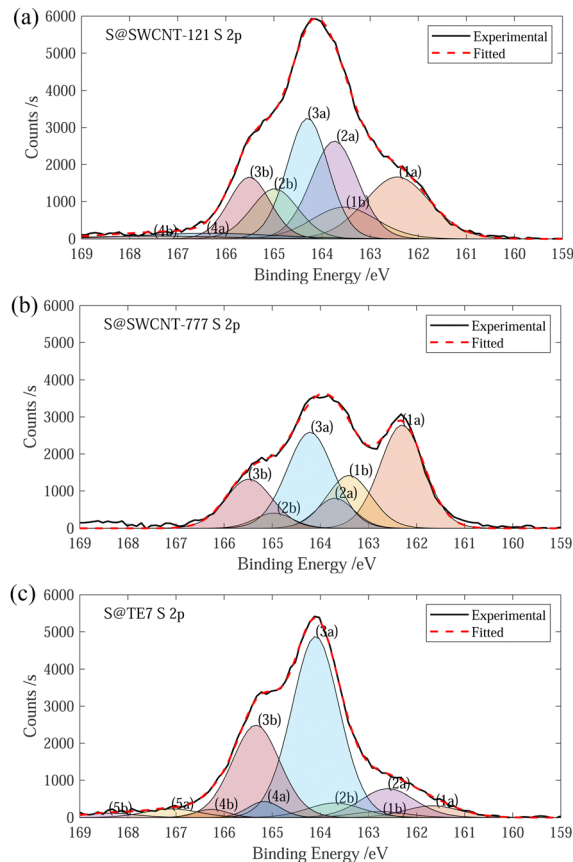 (a)
S@SWCNT-121 S 2p
Experimental
Fitted
(3a)
(2a)
(1a)
(3b)
(2b)
(1b)
(4b)
(4a)
Counts /s
6000
5000
4000
3000
2000
1000
0
169 168 167 166 165 164 163 162 161 160 159
Binding Energy /eV
(b)
S@SWCNT-777 S 2p
Experimental
Fitted
(3a)
(1a)
(3b)
(1b)
(2a)
(2b)
Counts /s
6000
5000
4000
3000
2000
1000
0
169 168 167 166 165 164 163 162 161 160 159
Binding Energy /eV
(c)
S@TE7 S 2p
Experimental
Fitted
(3a)
(3b)
(2a)
(4a)
(2b)
(5b)
(5a)
(4b)
(1b)
(1a)
Counts /s
6000
5000
4000
3000
2000
1000
0
169 168 167 166 165 164 163 162 161 160 159
Binding Energy /eV